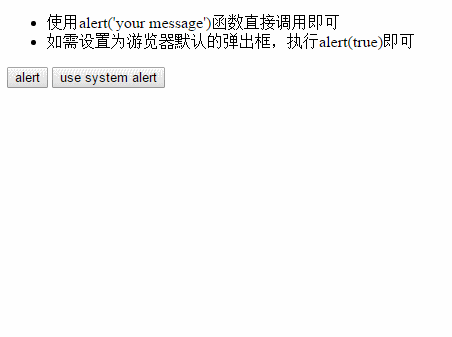 使用alert('your message')函数直接调用即可
如需设置为游览器默认的弹出框，执行alert(true)即可
alert use system alert